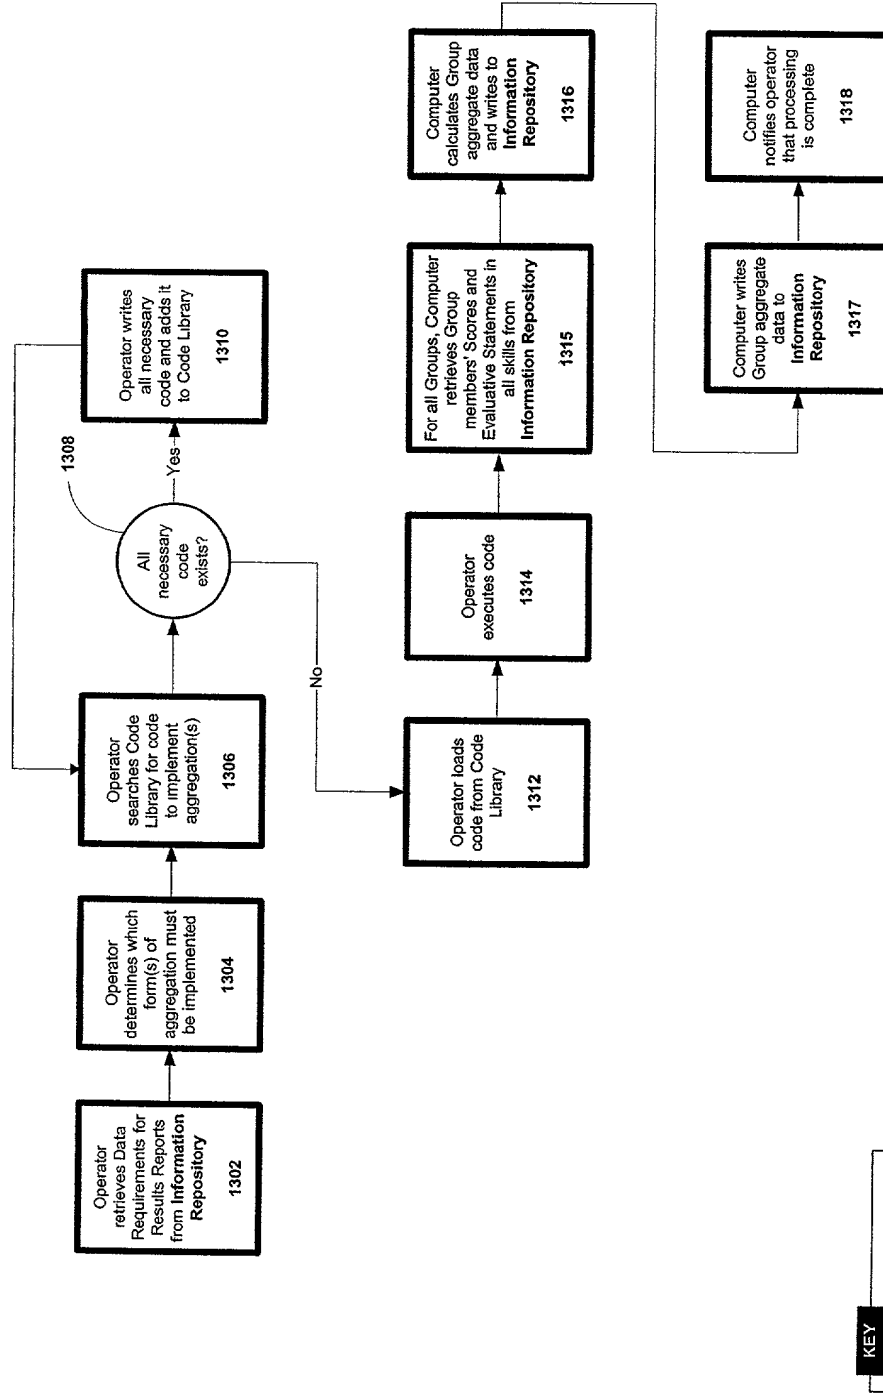 Operator
retrieves Data
Requirements for
Results Reports
from Information
Repository
1302
Operator
determines which
form(s) of
aggregation must
be implemented
1304
Operator
searches Code
Library for code
to implement
aggregation(s)
1306
All
necessary
code
exists?
1308
Yes
Operator writes
all necessary
code and adds it
to Code Library
1310
No
Operator loads
code from Code
Library
1312
Operator
executes code
1314
For all Groups, Computer
retrieves Group
members' Scores and
Evaluative Statements in
all skills from
Information Repository
1315
Computer
calculates Group
aggregate data
and writes to
Information
Repository
1316
Computer writes
Group aggregate
data to
Information
Repository
1317
Computer
notifies operator
that processing
is complete
1318
KEY